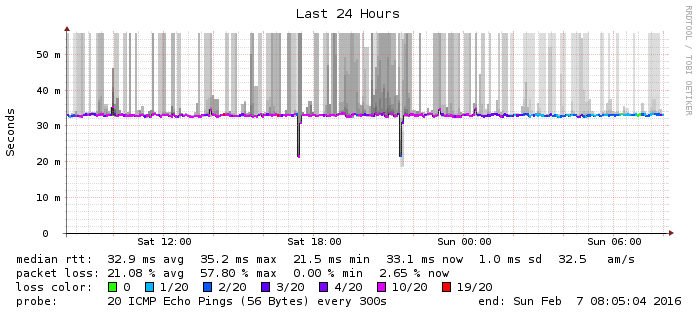 Last 24 Hours
RRDTOOL / TOBI OETIKER
Seconds
50 m
40 m
30 m
20 m
10 m
0
Sat 12:00 Sat 18:00 Sun 00:00 Sun 06:00
median rtt: 32.9 ms avg 35.2 ms max 21.5 ms min 33.1 ms now 1.0 ms sd 32.5 am/s
packet loss: 21.08 % avg 57.80 % max 0.00 % min 2.65 % now
loss color: 0 1/20 2/20 3/20 4/20 10/20 19/20
probe: 20 ICMP Echo Pings (56 Bytes) every 300s end: Sun Feb 7 08:05:04 2016